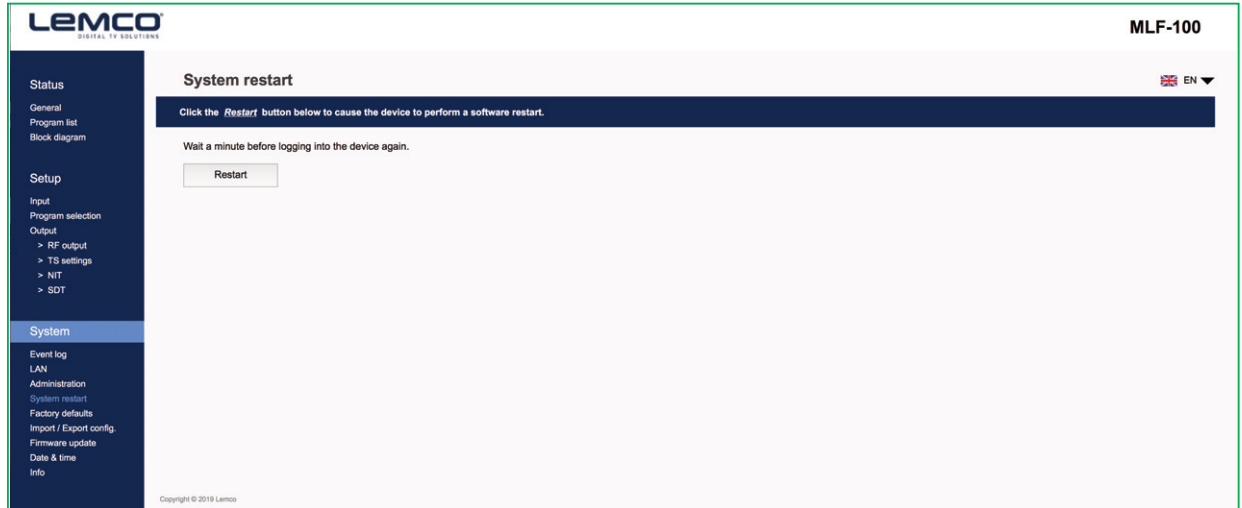 LEMCO
DIGITAL TV SOLUTIONS
MLF-100
Status
General
Program list
Block diagram
Setup
Input
Program selection
Output
> RF output
> TS settings
> NIT
> SDT
System
Event log
LAN
Administration
System restart
Factory defaults
Import / Export config.
Firmware update
Date & time
Info
System restart
EN
Click the Restart button below to cause the device to perform a software restart.
Wait a minute before logging into the device again.
Restart
Copyright © 2019 Lemco